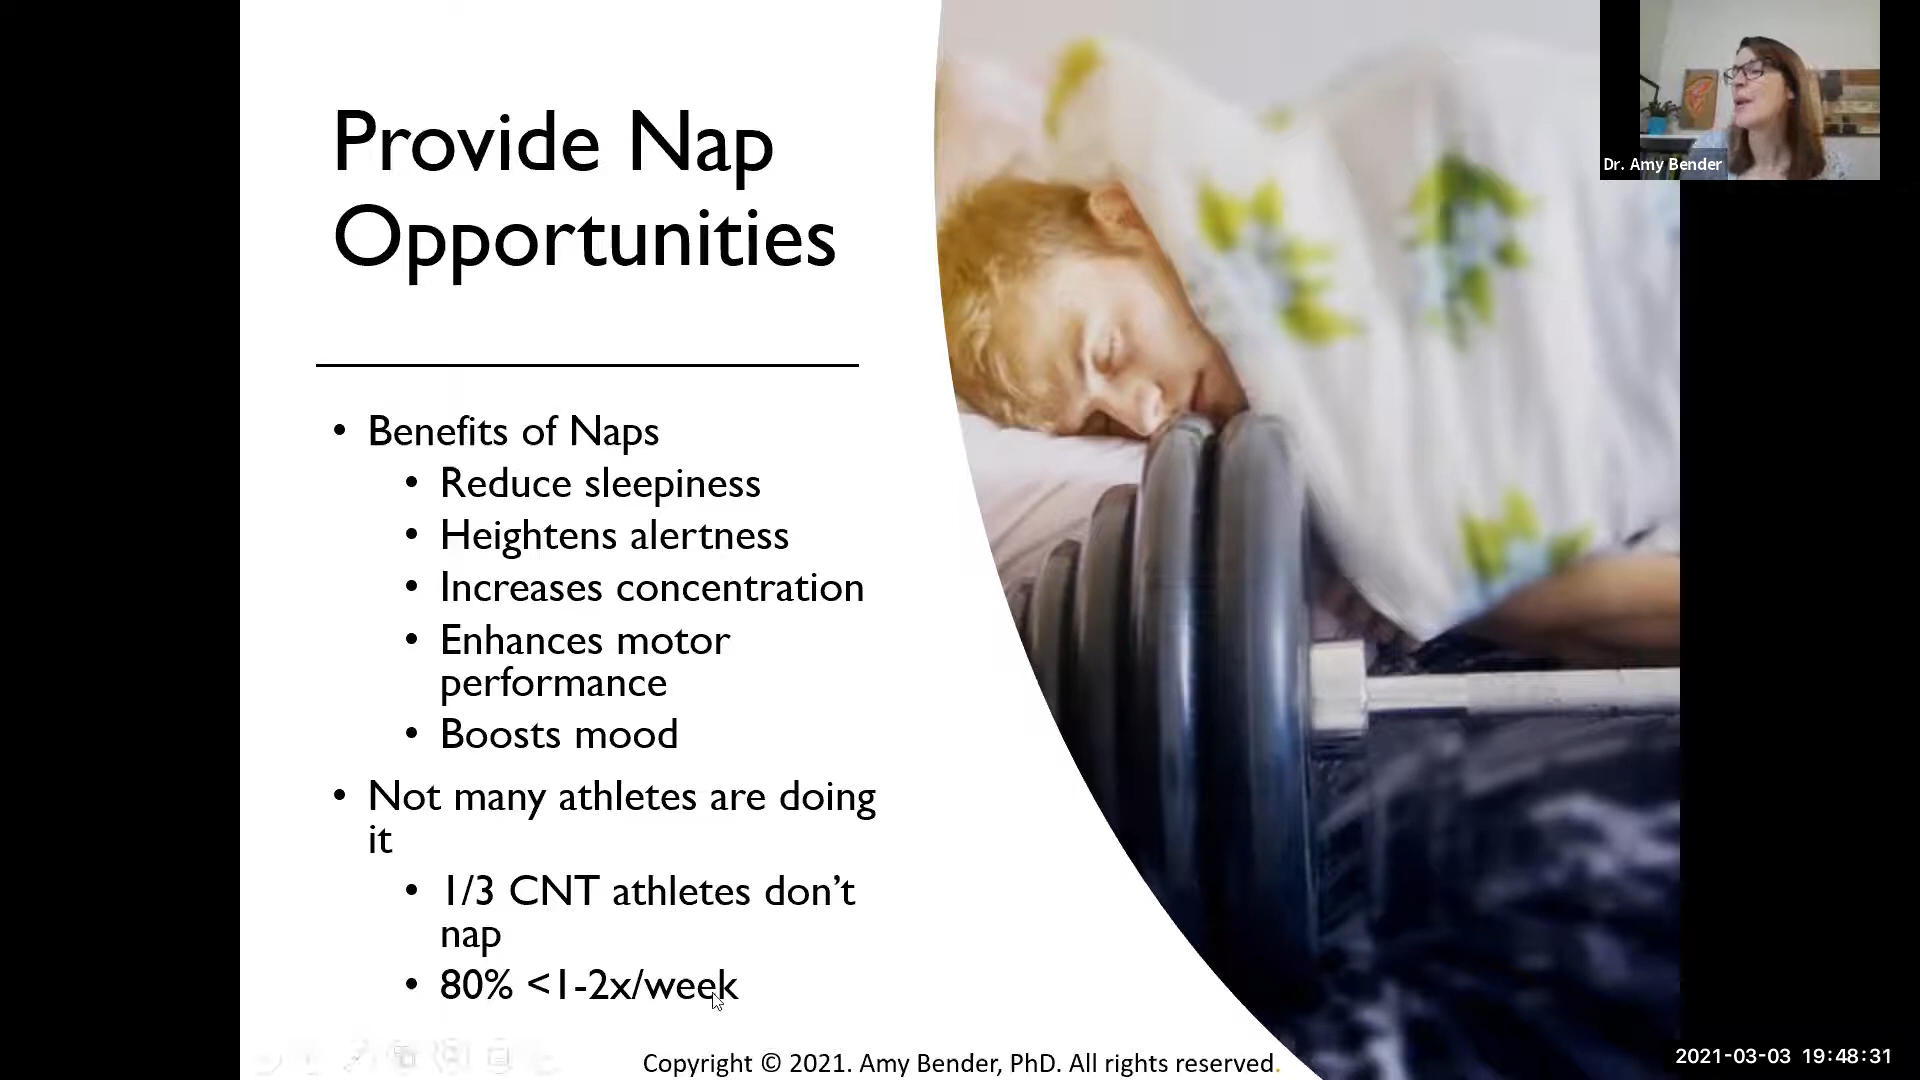 Provide Nap
Opportunities
• Benefits of Naps
• Reduce sleepiness
• Heightens alertness
• Increases concentration
• Enhances motor
performance
• Boosts mood
• Not many athletes are doing
it
• 1/3 CNT athletes don’t
nap
• 80% <1-2x/week
Copyright © 2021. Amy Bender, PhD. All rights reserved.
Dr. Amy Bender
2021-03-03 19:48:31